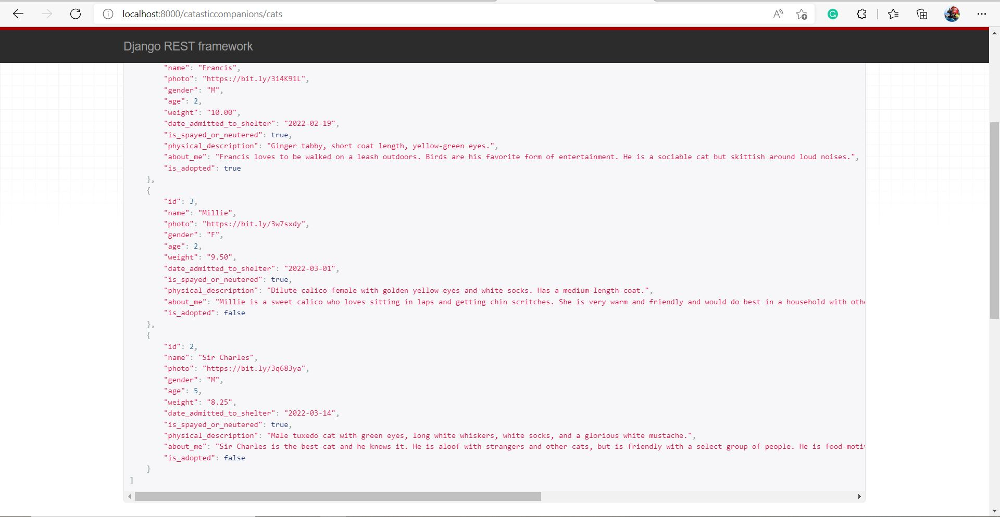 localhost:8000/catasticcompanions/cats
Django REST framework
"name": "Francis",
"photo": "https://bit.ly/3i4K91L",
"gender": "M",
"age": 2,
"weight": "10.00",
"date_admitted_to_shelter": "2022-02-19",
"is_spayed_or_neutered": true,
"physical_description": "Ginger tabby, short coat length, yellow-green eyes.",
"about_me": "Francis loves to be walked on a leash outdoors. Birds are his favorite form of entertainment. He is a sociable cat but skittish around loud noises.",
"is_adopted": true
},
{
"id": 3,
"name": "Millie",
"photo": "https://bit.ly/3w7sxdy",
"gender": "F",
"age": 2,
"weight": "9.50",
"date_admitted_to_shelter": "2022-03-01",
"is_spayed_or_neutered": true,
"physical_description": "Dilute calico female with golden yellow eyes and white socks. Has a medium-length coat.",
"about_me": "Millie is a sweet calico who loves sitting in laps and getting chin scritches. She is very warm and friendly and would do best in a household with othe
"is_adopted": false
},
{
"id": 2,
"name": "Sir Charles",
"photo": "https://bit.ly/3q683ya",
"gender": "M",
"age": 5,
"weight": "8.25",
"date_admitted_to_shelter": "2022-03-14",
"is_spayed_or_neutered": true,
"physical_description": "Male tuxedo cat with green eyes, long white whiskers, white socks, and a glorious white mustache.",
"about_me": "Sir Charles is the best cat and he knows it. He is aloof with strangers and other cats, but is friendly with a select group of people. He is food-motiv
"is_adopted": false
}
]